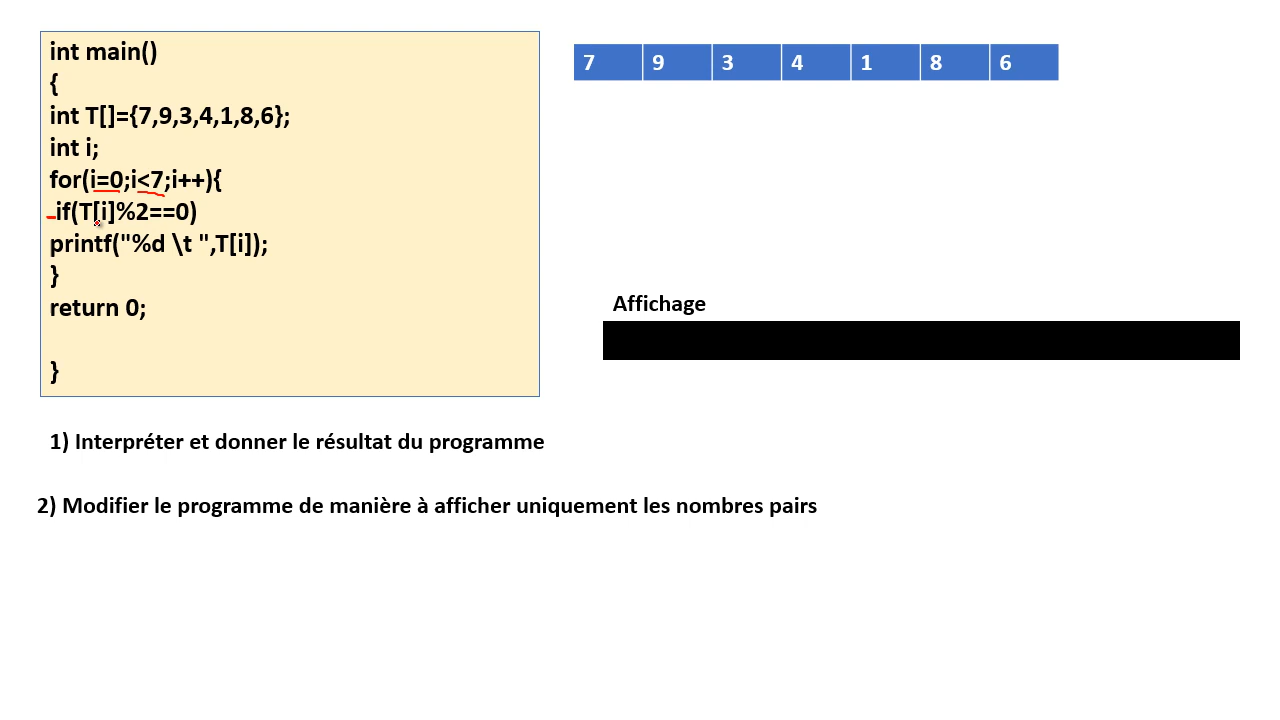 int main()
{
int T[]={7,9,3,4,1,8,6};
int i;
for(i=0;i<7;i++){
if(T[i]%2==0)
printf("%d \t ",T[i]);
}
return 0;
}
7 9 3 4 1 8 6
Affichage
1) Interpréter et donner le résultat du programme
2) Modifier le programme de manière à afficher uniquement les nombres pairs